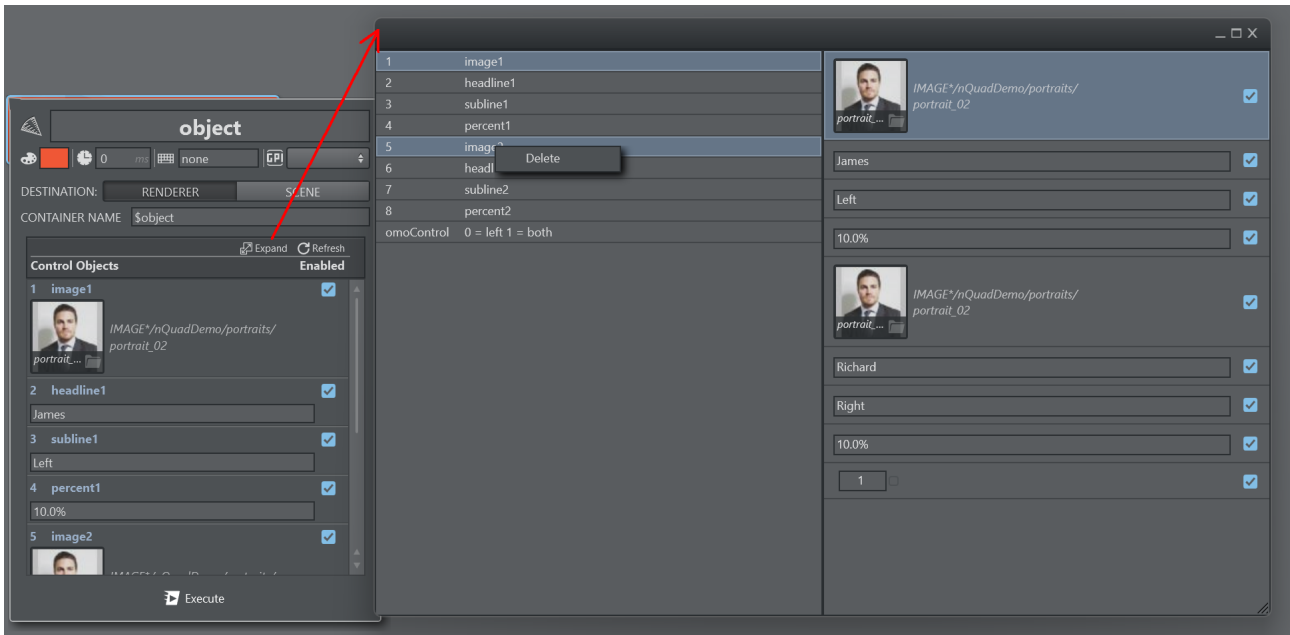 object
0 ms none GPI
DESTINATION: RENDERER SCENE
CONTAINER NAME $object
Expand Refresh
Control Objects Enabled
1 image1
IMAGE*/nQuadDemo/portraits/
portrait_02
portrait_...
2 headline1
James
3 subline1
Left
4 percent1
10.0%
5 image2
Execute
1 image1
2 headline1
3 subline1
4 percent1
5 image2
Delete
6 headl
7 subline2
8 percent2
omoControl 0 = left 1 = both
IMAGE*/nQuadDemo/portraits/
portrait_02
portrait_...
James
Left
10.0%
IMAGE*/nQuadDemo/portraits/
portrait_02
portrait_...
Richard
Right
10.0%
1